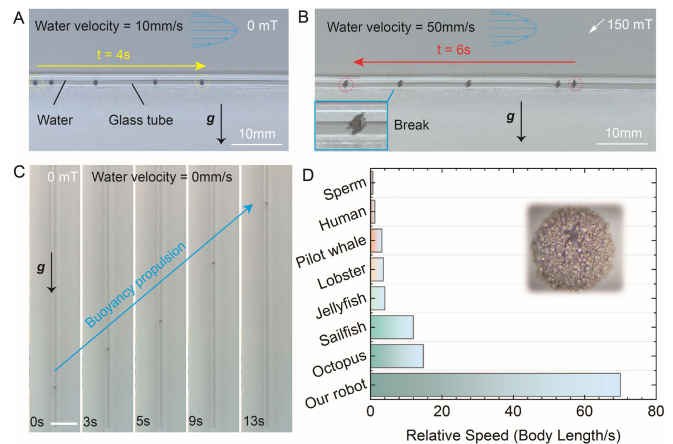 A
Water velocity = 10mm/s
0 mT
t = 4s
Water
Glass tube
g
10mm
B
Water velocity = 50mm/s
150 mT
t = 6s
Break
g
10mm
C
0 mT
Water velocity = 0mm/s
g
Buoyancy propulsion
0s
3s
5s
9s
13s
D
Sperm
Human
Pilot whale
Lobster
Jellyfish
Sailfish
Octopus
Our robot
0
20
40
60
80
Relative Speed (Body Length/s)